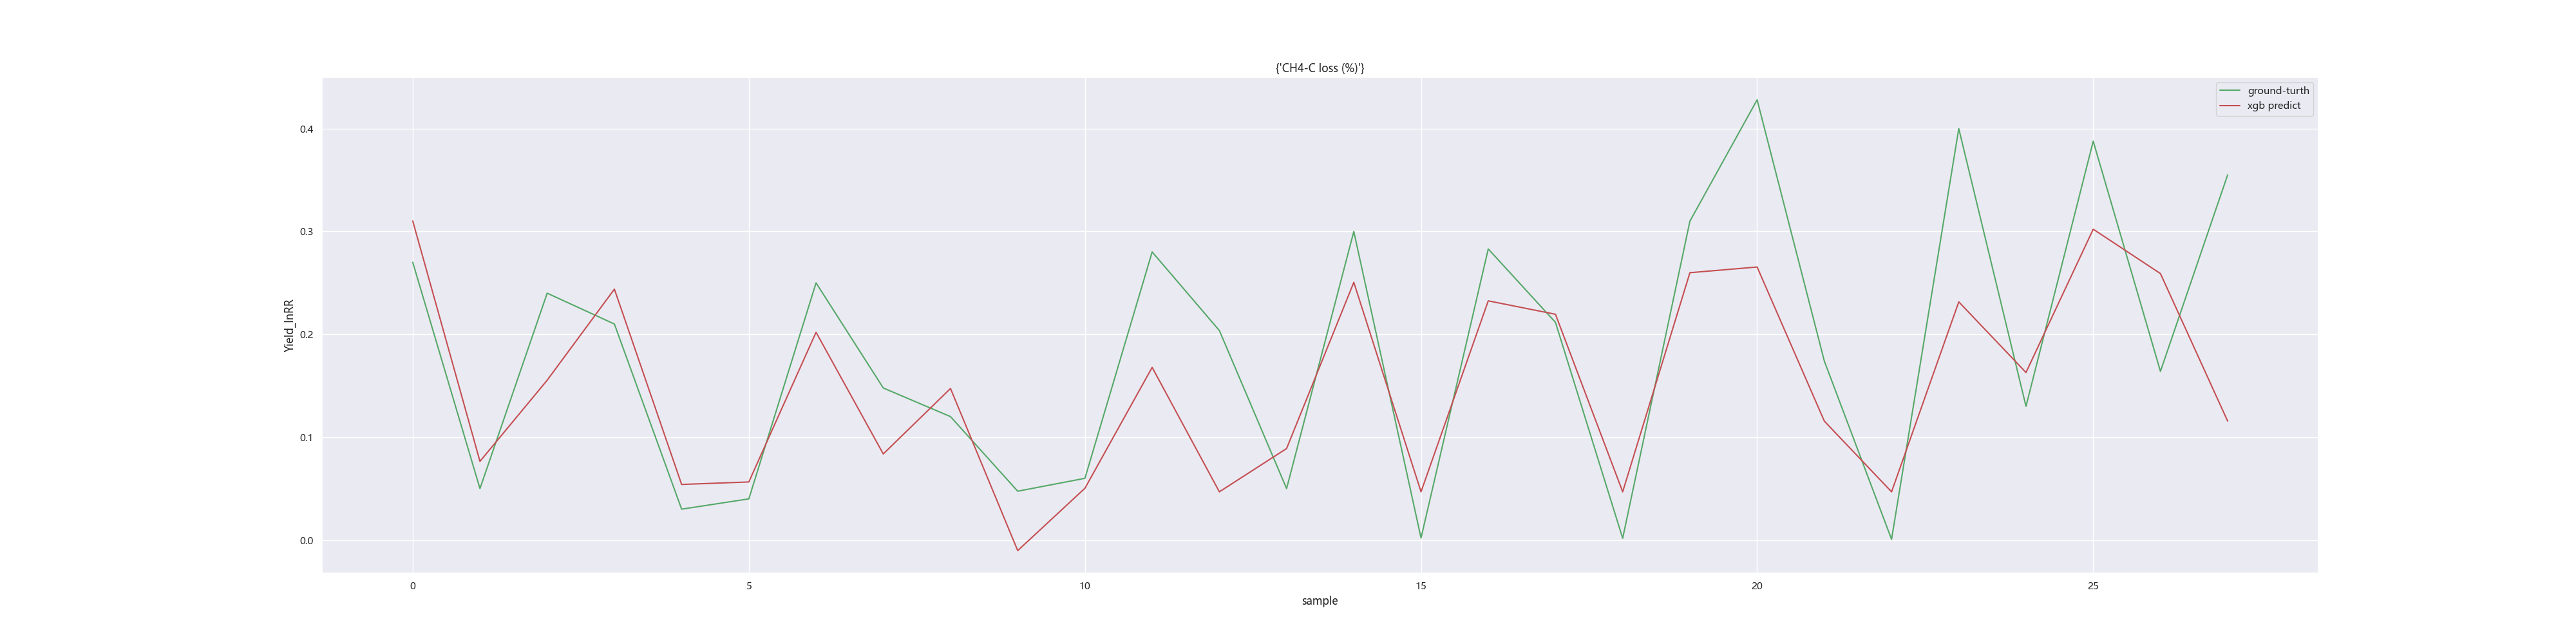 {'CH4-C loss (%)'}
ground-turth
xgb predict
0.4
0.3
0.2
0.1
0.0
Yield_lnRR
0 5 10 15 20 25
sample